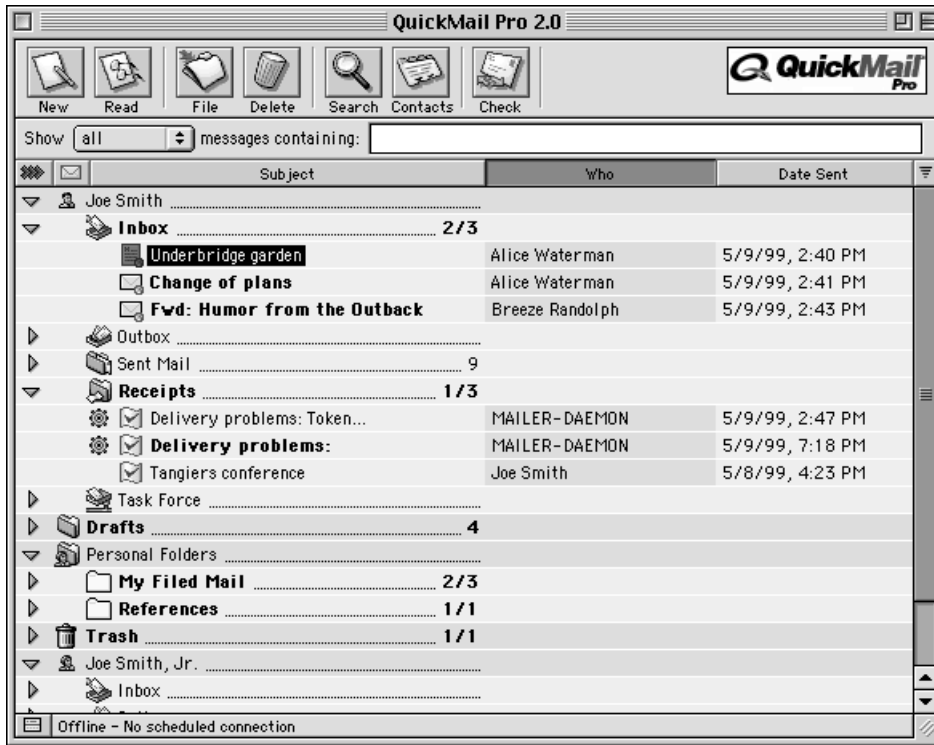 QuickMail Pro 2.0
New Read File Delete Search Contacts Check
QuickMail
Pro
Show all messages containing:
Subject Who Date Sent
Joe Smith
Inbox 2/3
Underbridge garden Alice Waterman 5/9/99, 2:40 PM
Change of plans Alice Waterman 5/9/99, 2:41 PM
Fwd: Humor from the Outback Breeze Randolph 5/9/99, 2:43 PM
Outbox
Sent Mail 9
Receipts 1/3
Delivery problems: Token... MAILER-DAEMON 5/9/99, 2:47 PM
Delivery problems: MAILER-DAEMON 5/9/99, 7:18 PM
Tangiers conference Joe Smith 5/8/99, 4:23 PM
Task Force
Drafts 4
Personal Folders
My Filed Mail 2/3
References 1/1
Trash 1/1
Joe Smith, Jr.
Inbox
Offline - No scheduled connection